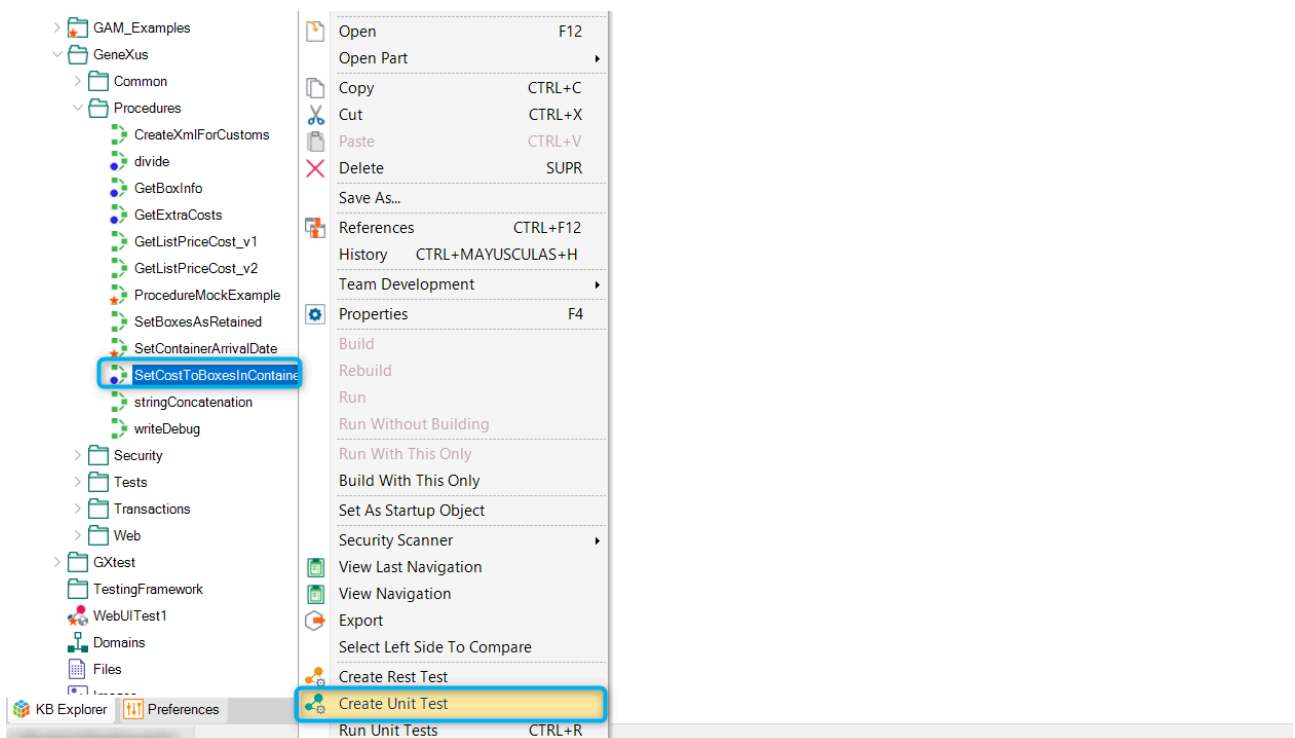 GAM_Examples
GeneXus
Common
Procedures
CreateXmlForCustoms
divide
GetBoxInfo
GetExtraCosts
GetListPriceCost_v1
GetListPriceCost_v2
ProcedureMockExample
SetBoxesAsRetained
SetContainerArrivalDate
SetCostToBoxesInContaine
stringConcatenation
writeDebug
Security
Tests
Transactions
Web
GXtest
TestingFramework
WebUITest1
Domains
Files
KB Explorer Preferences
Open F12
Open Part
Copy CTRL+C
Cut CTRL+X
Paste CTRL+V
Delete SUPR
Save As...
References CTRL+F12
History CTRL+MAYUSCULAS+H
Team Development
Properties F4
Build
Rebuild
Run
Run Without Building
Run With This Only
Build With This Only
Set As Startup Object
Security Scanner
View Last Navigation
View Navigation
Export
Select Left Side To Compare
Create Rest Test
Create Unit Test
Run Unit Tests CTRL+R